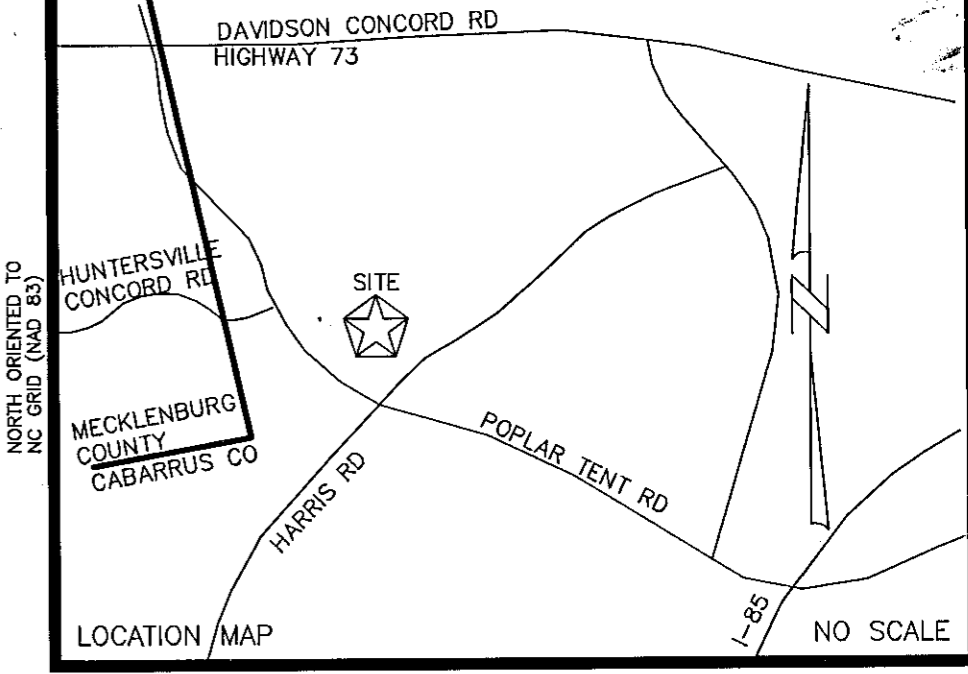 DAVIDSON CONCORD RD
HIGHWAY 73
HUNTERSVILLE
CONCORD RD
SITE
NORTH ORIENTED TO
NC GRID (NAD 83)
MECKLENBURG
COUNTY
CABARRUS CO
HARRIS RD
POPLAR TENT RD
N
I-85
LOCATION MAP
NO SCALE